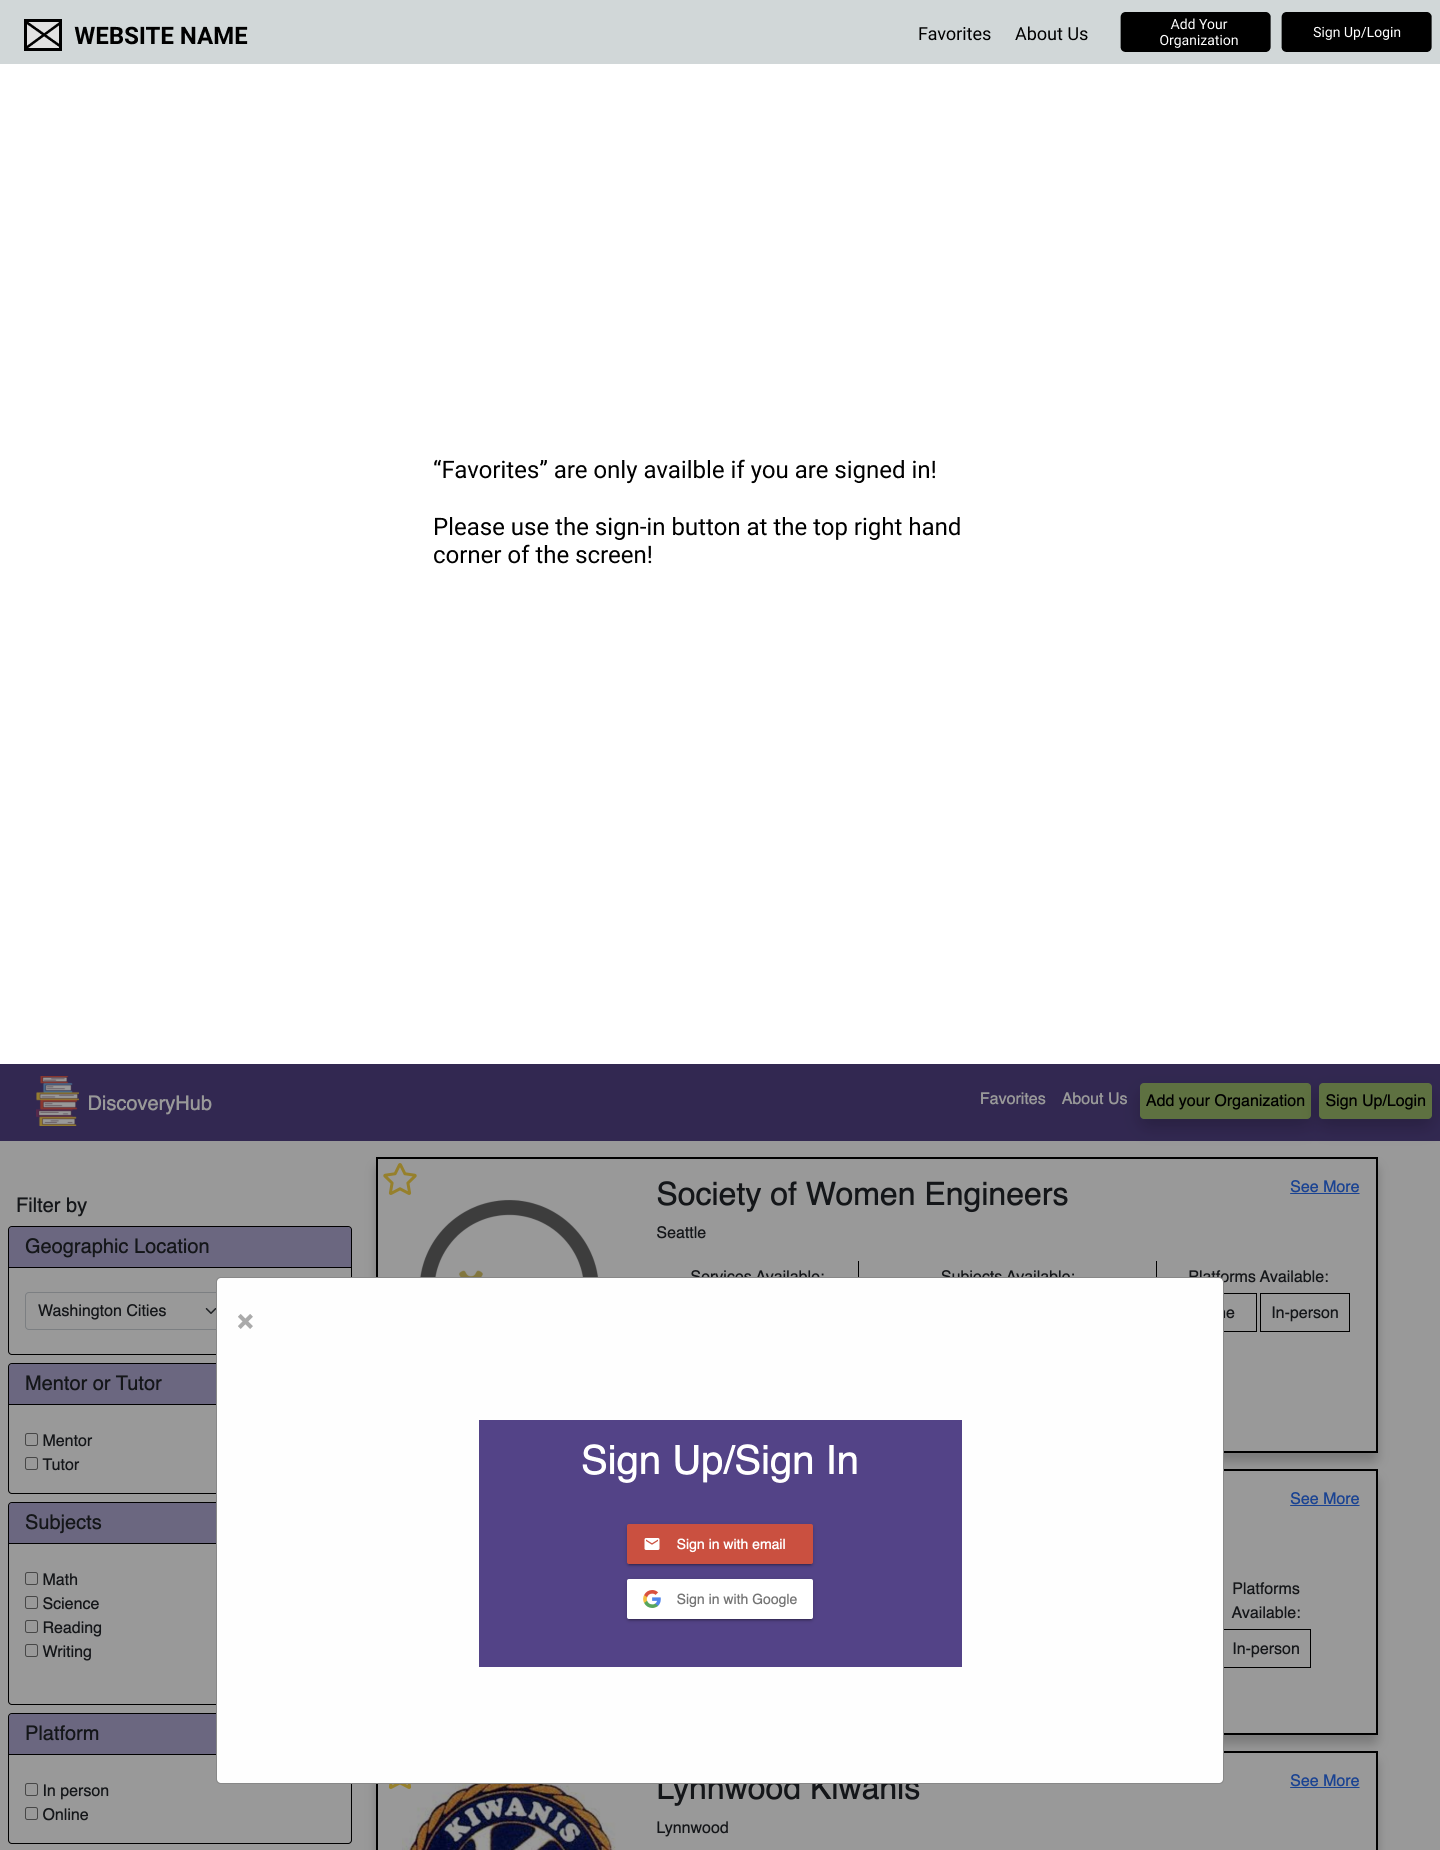 WEBSITE NAME
Favorites
About Us
Add Your
Organization
Sign Up/Login
“Favorites” are only availble if you are signed in!
Please use the sign-in button at the top right hand
corner of the screen!
DiscoveryHub
Favorites
About Us
Add your Organization
Sign Up/Login
Filter by
Geographic Location
Washington Cities
Mentor or Tutor
Mentor
Tutor
Subjects
Math
Science
Reading
Writing
Platform
In person
Online
Society of Women Engineers
See More
Seattle
Services Available:
Subjects Available:
Platforms Available:
In-person
×
Sign Up/Sign In
Sign in with email
Sign in with Google
See More
Platforms
Available:
In-person
Lynnwood Kiwanis
See More
Lynnwood
KIWANIS